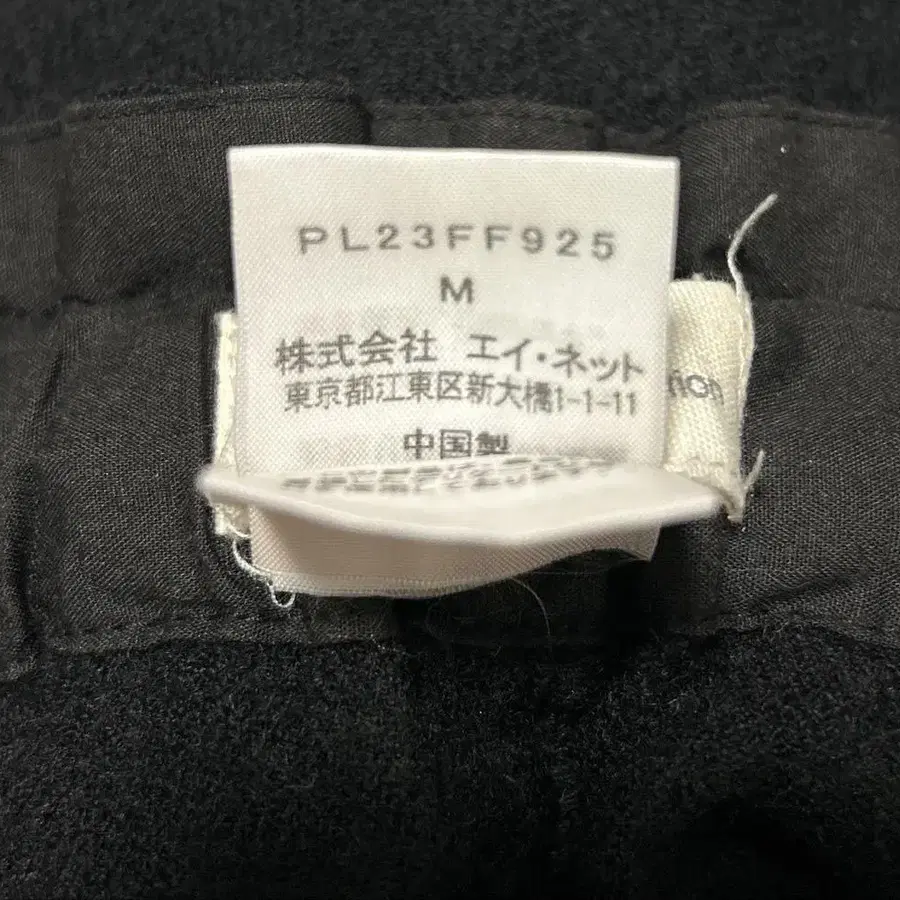 PL23FF925
M
株式会社 エイ・ネット
東京都江東区新大橋1-1-11
中国製